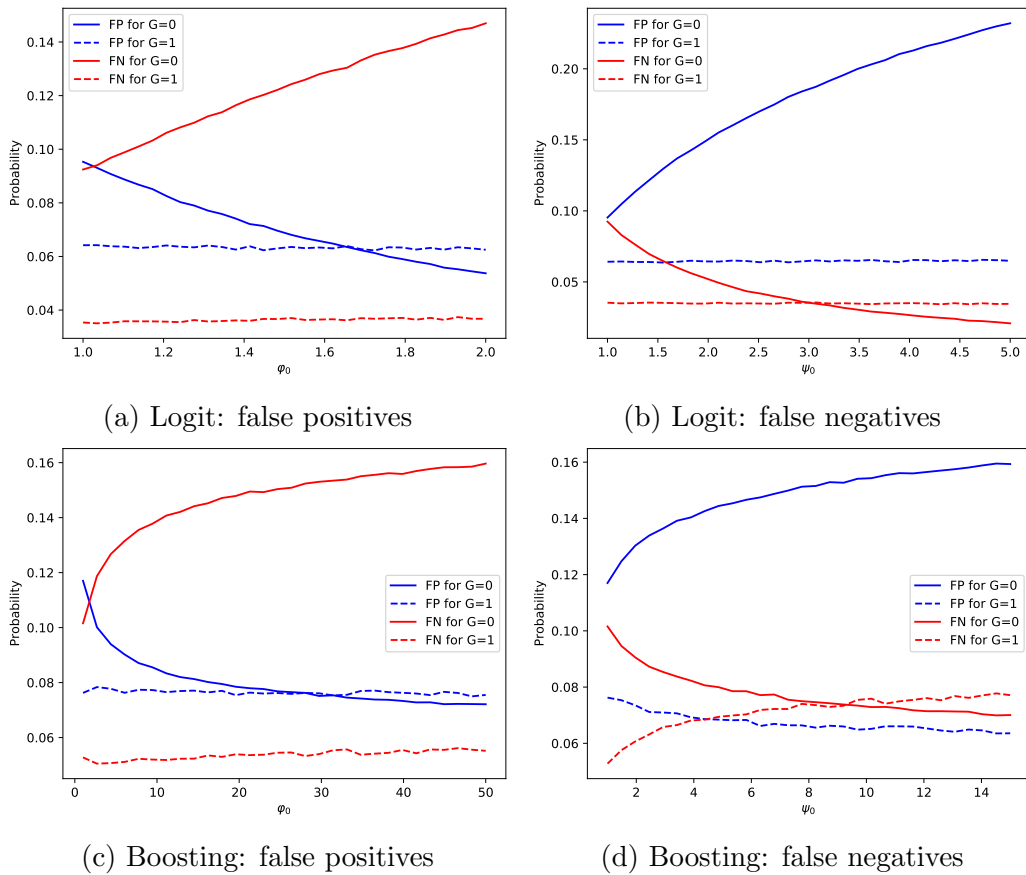 FP for G=0
FP for G=1
FN for G=0
FN for G=1
Probability
0.14
0.12
0.10
0.08
0.06
0.04
1.0 1.2 1.4 1.6 1.8 2.0
φ₀
(a) Logit: false positives
FP for G=0
FP for G=1
FN for G=0
FN for G=1
Probability
0.20
0.15
0.10
0.05
1.0 1.5 2.0 2.5 3.0 3.5 4.0 4.5 5.0
ψ₀
(b) Logit: false negatives
FP for G=0
FP for G=1
FN for G=0
FN for G=1
Probability
0.16
0.14
0.12
0.10
0.08
0.06
0 10 20 30 40 50
φ₀
(c) Boosting: false positives
FP for G=0
FP for G=1
FN for G=0
FN for G=1
Probability
0.16
0.14
0.12
0.10
0.08
0.06
2 4 6 8 10 12 14
ψ₀
(d) Boosting: false negatives